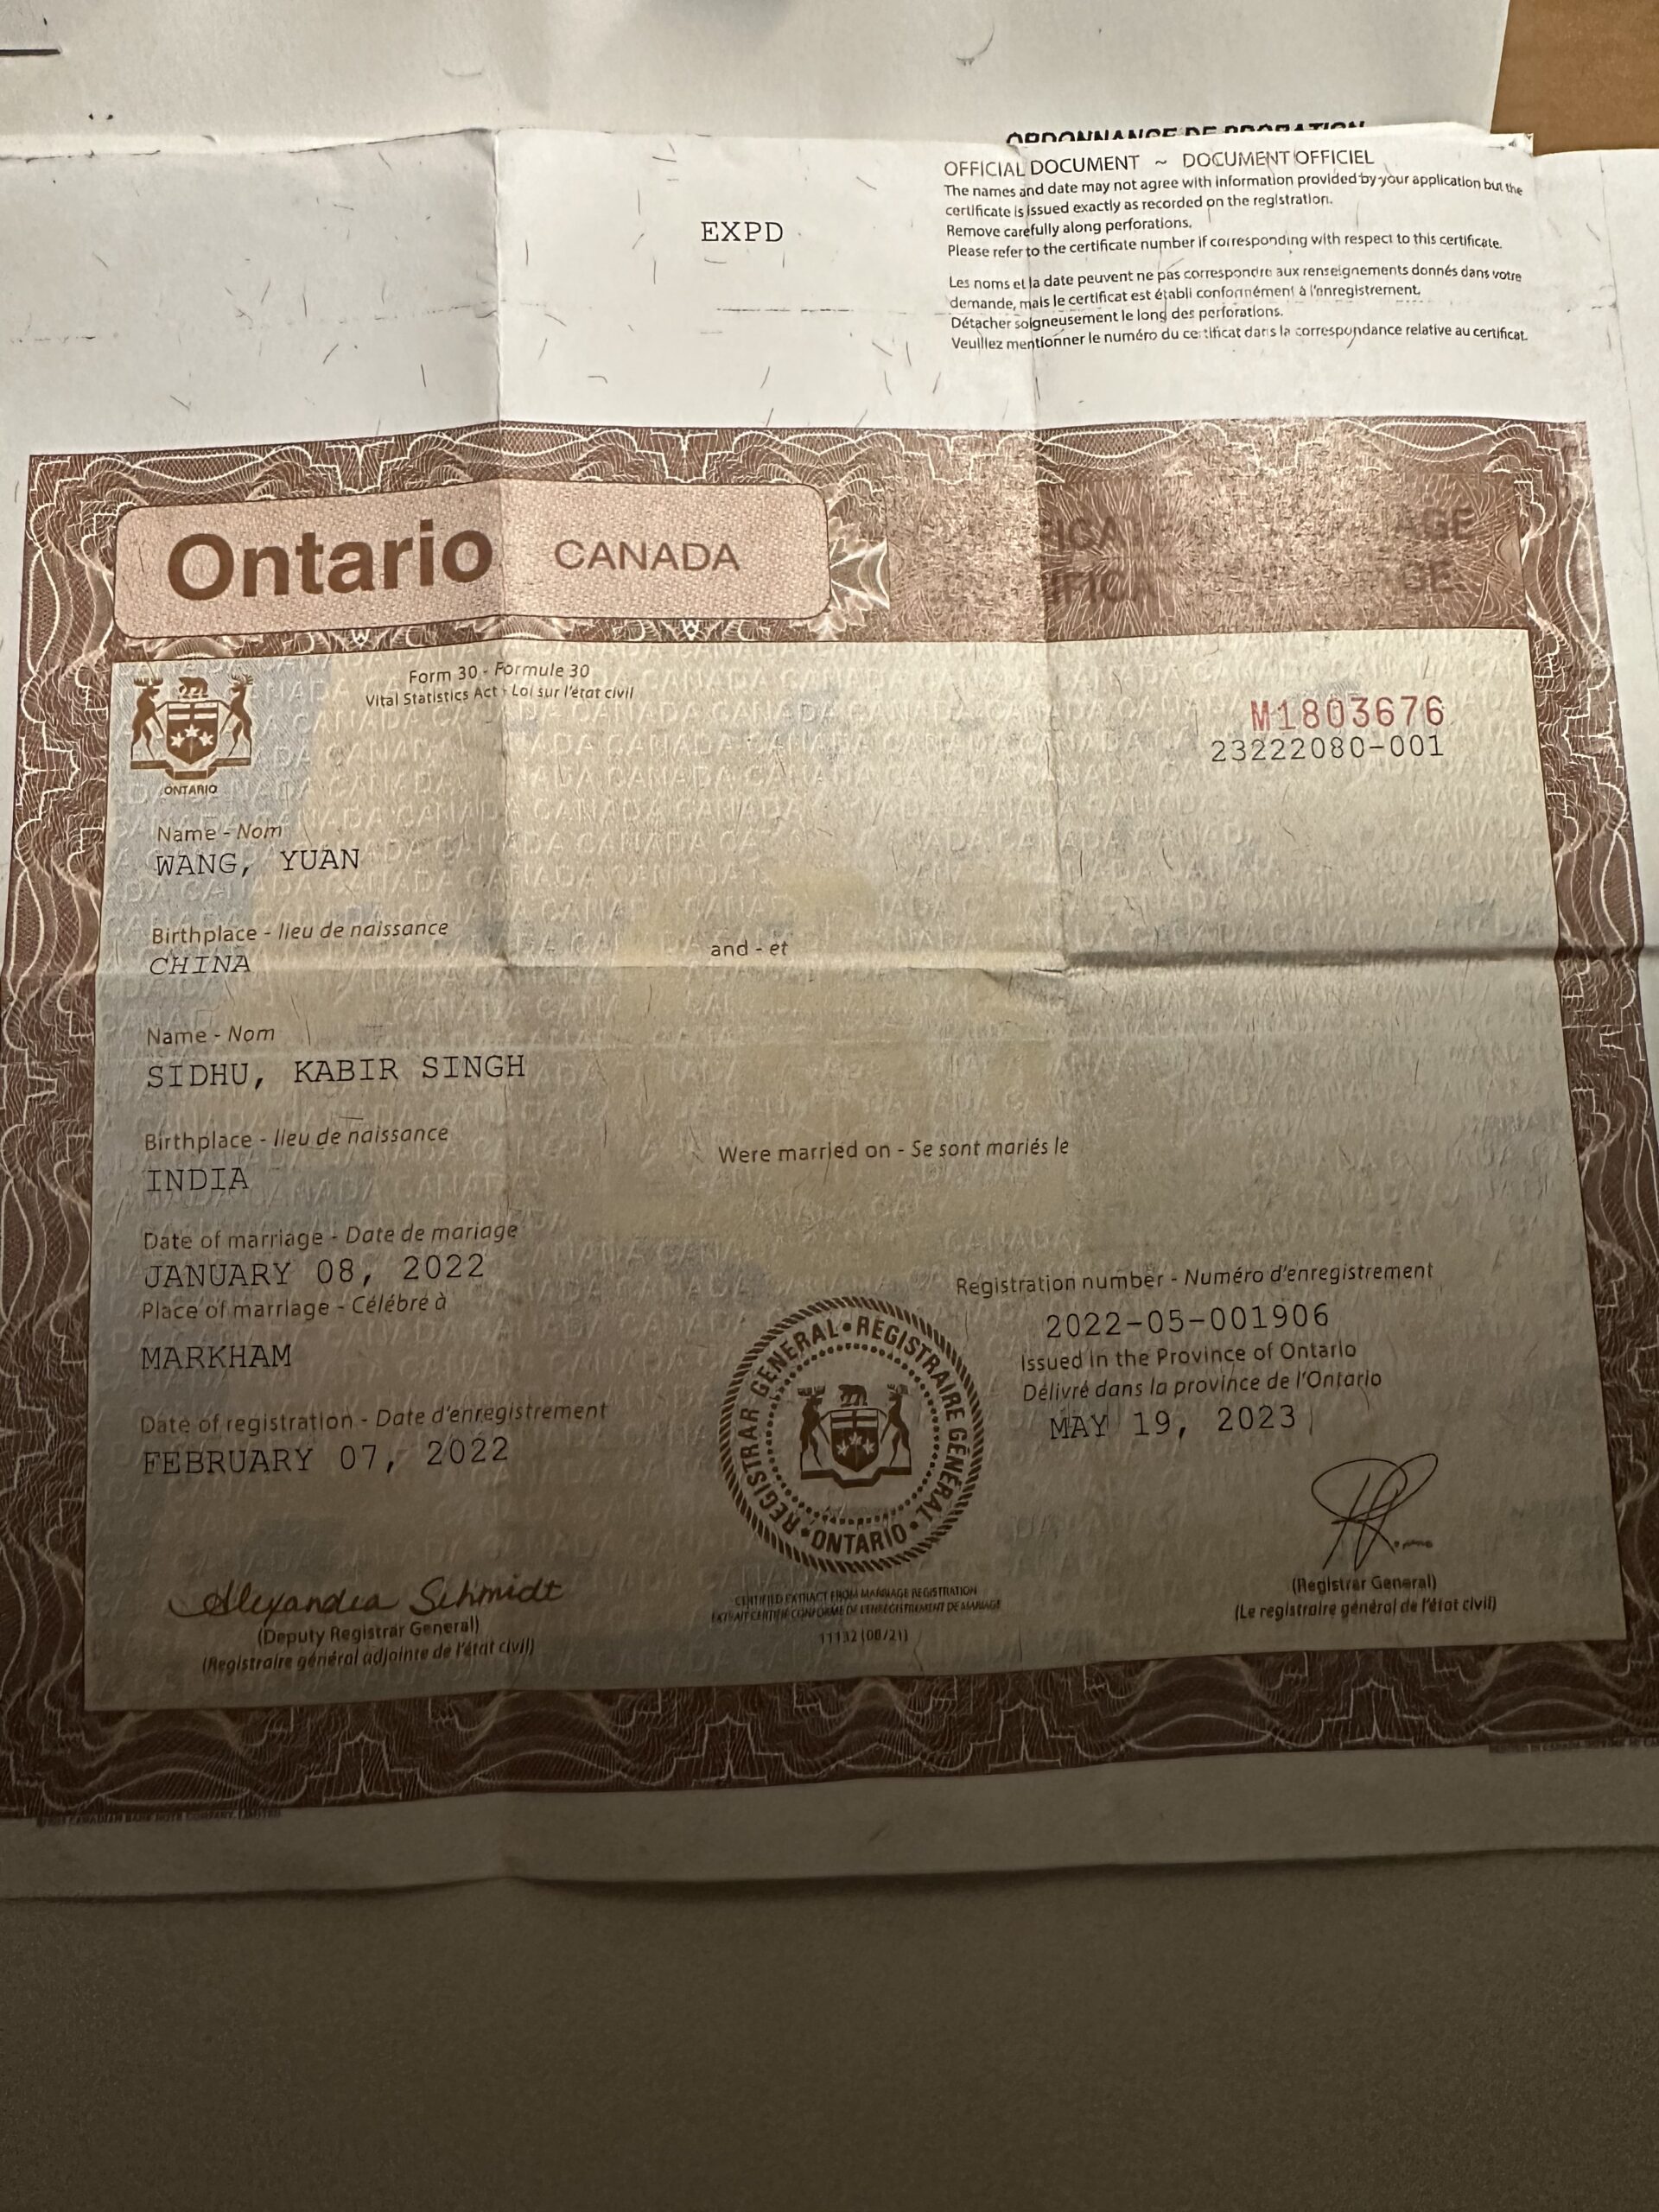 ORDONNANCE DE PROBATION
OFFICIAL DOCUMENT ~ DOCUMENT OFFICIEL
The names and date may not agree with information provided by your application but the
certificate is issued exactly as recorded on the registration.
Remove carefully along perforations.
Please refer to the certificate number if corresponding with respect to this certificate.
EXPD
Les noms et la date peuvent ne pas correspondre aux renseignements donnés dans votre
demande, mais le certificat est établi conformément à l'enregistrement.
Détacher soigneusement le long des perforations.
Veuillez mentionner le numéro du certificat dans la correspondance relative au certificat.
Ontario CANADA
Form 30 - Formule 30
Vital Statistics Act - Loi sur l'état civil
M1803676
23222080-001
ONTARIO
Name - Nom
WANG, YUAN
Birthplace - lieu de naissance
CHINA
and - et
Name - Nom
SIDHU, KABIR SINGH
Birthplace - lieu de naissance
INDIA
Were married on - Se sont mariés le
Date of marriage - Date de mariage
JANUARY 08, 2022
Place of marriage - Célébré à
MARKHAM
Date of registration - Date d'enregistrement
FEBRUARY 07, 2022
Registration number - Numéro d'enregistrement
2022-05-001906
Issued in the Province of Ontario
Délivré dans la province de l'Ontario
MAY 19, 2023
REGISTRAR GENERAL • REGISTRAIRE GÉNÉRAL • ONTARIO •
Alexandra Schmidt
(Deputy Registrar General)
(Registraire général adjointe de l'état civil)
CERTIFIED EXTRACT FROM MARRIAGE REGISTRATION
EXTRAIT CERTIFIÉ CONFORME DE L'ENREGISTREMENT DE MARIAGE
11132 (08/21)
(Registrar General)
(Le registraire général de l'état civil)
CANADIAN BANK NOTE COMPANY, LIMITED